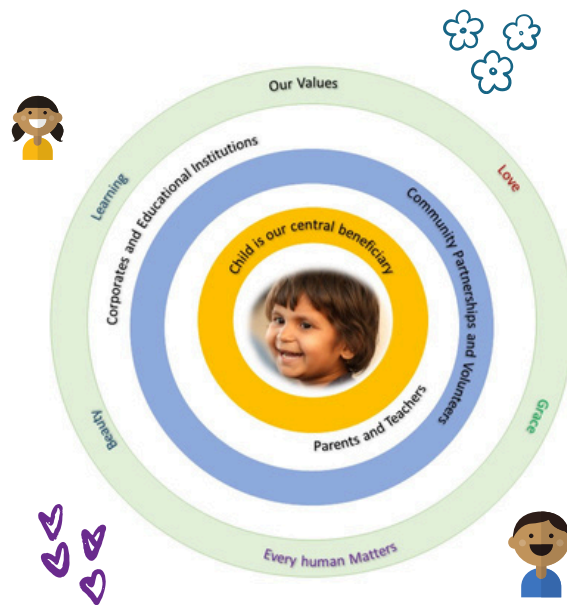 Our Values
Love
Learning
Corporates and Educational Institutions
Community Partnerships and Volunteers
Child is our central beneficiary
Parents and Teachers
Beauty
Grace
Every human Matters